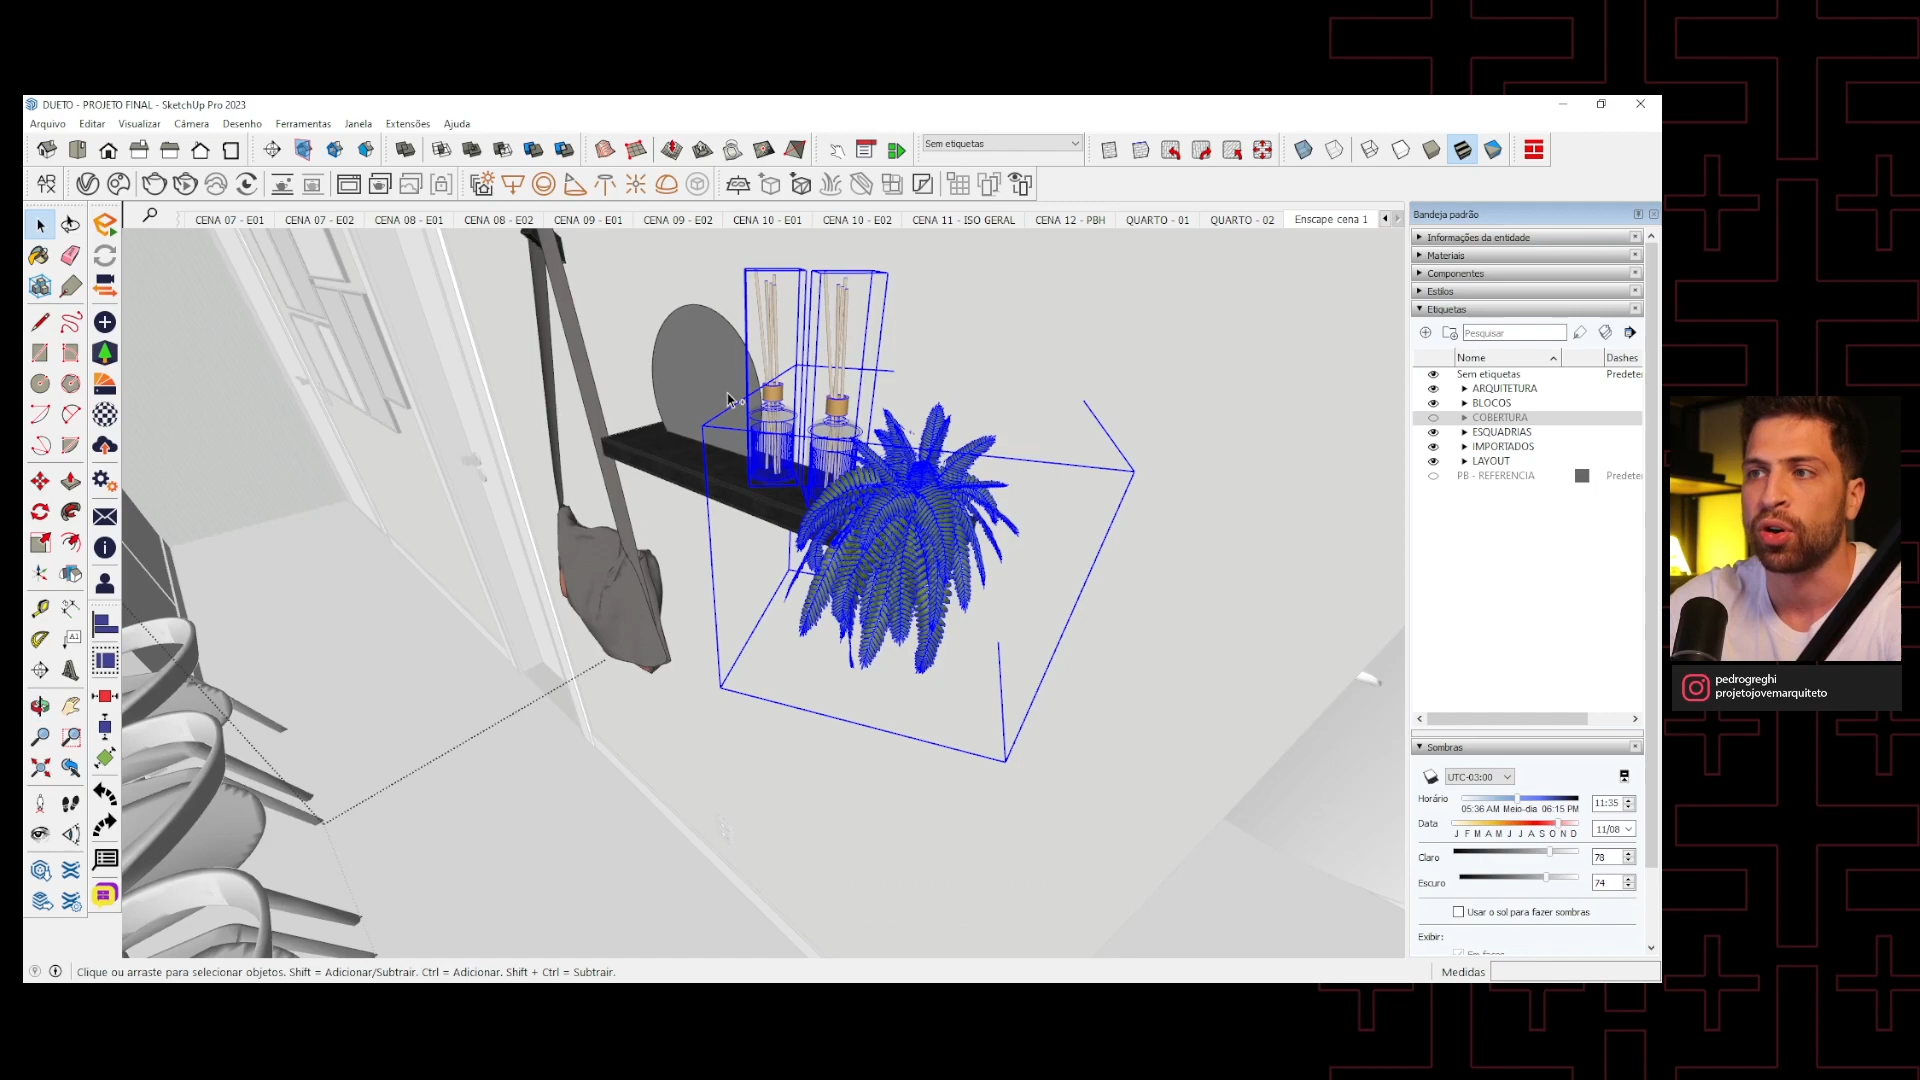 DUETO - PROJETO FINAL - SketchUp Pro 2023
Arquivo Editar Visualizar Câmera Desenho Ferramentas Janela Extensões Ajuda
Sem etiquetas
CENA 07 - E01 CENA 07 - E02 CENA 08 - E01 CENA 08 - E02 CENA 09 - E01 CENA 09 - E02 CENA 10 - E01 CENA 10 - E02 CENA 11 - ISO GERAL CENA 12 - PBH QUARTO - 01 QUARTO - 02 Enscape cena 1
Bandeja padrão
Informações da entidade
Materiais
Componentes
Estilos
Etiquetas
Pesquisar
Nome Dashes
Sem etiquetas Predete
ARQUITETURA
BLOCOS
COBERTURA
ESQUADRIAS
IMPORTADOS
LAYOUT
PB - REFERENCIA Predete
Sombras
UTC-03:00
Horário 11:35
05:36 AM Meio-dia 06:15 PM
Data 11/08
J F M A M J J A S O N D
Claro 78
Escuro 74
Usar o sol para fazer sombras
Exibir:
Em faces
Clique ou arraste para selecionar objetos. Shift = Adicionar/Subtrair. Ctrl = Adicionar. Shift + Ctrl = Subtrair.
Medidas
pedrogreghi
projetojovemarquiteto